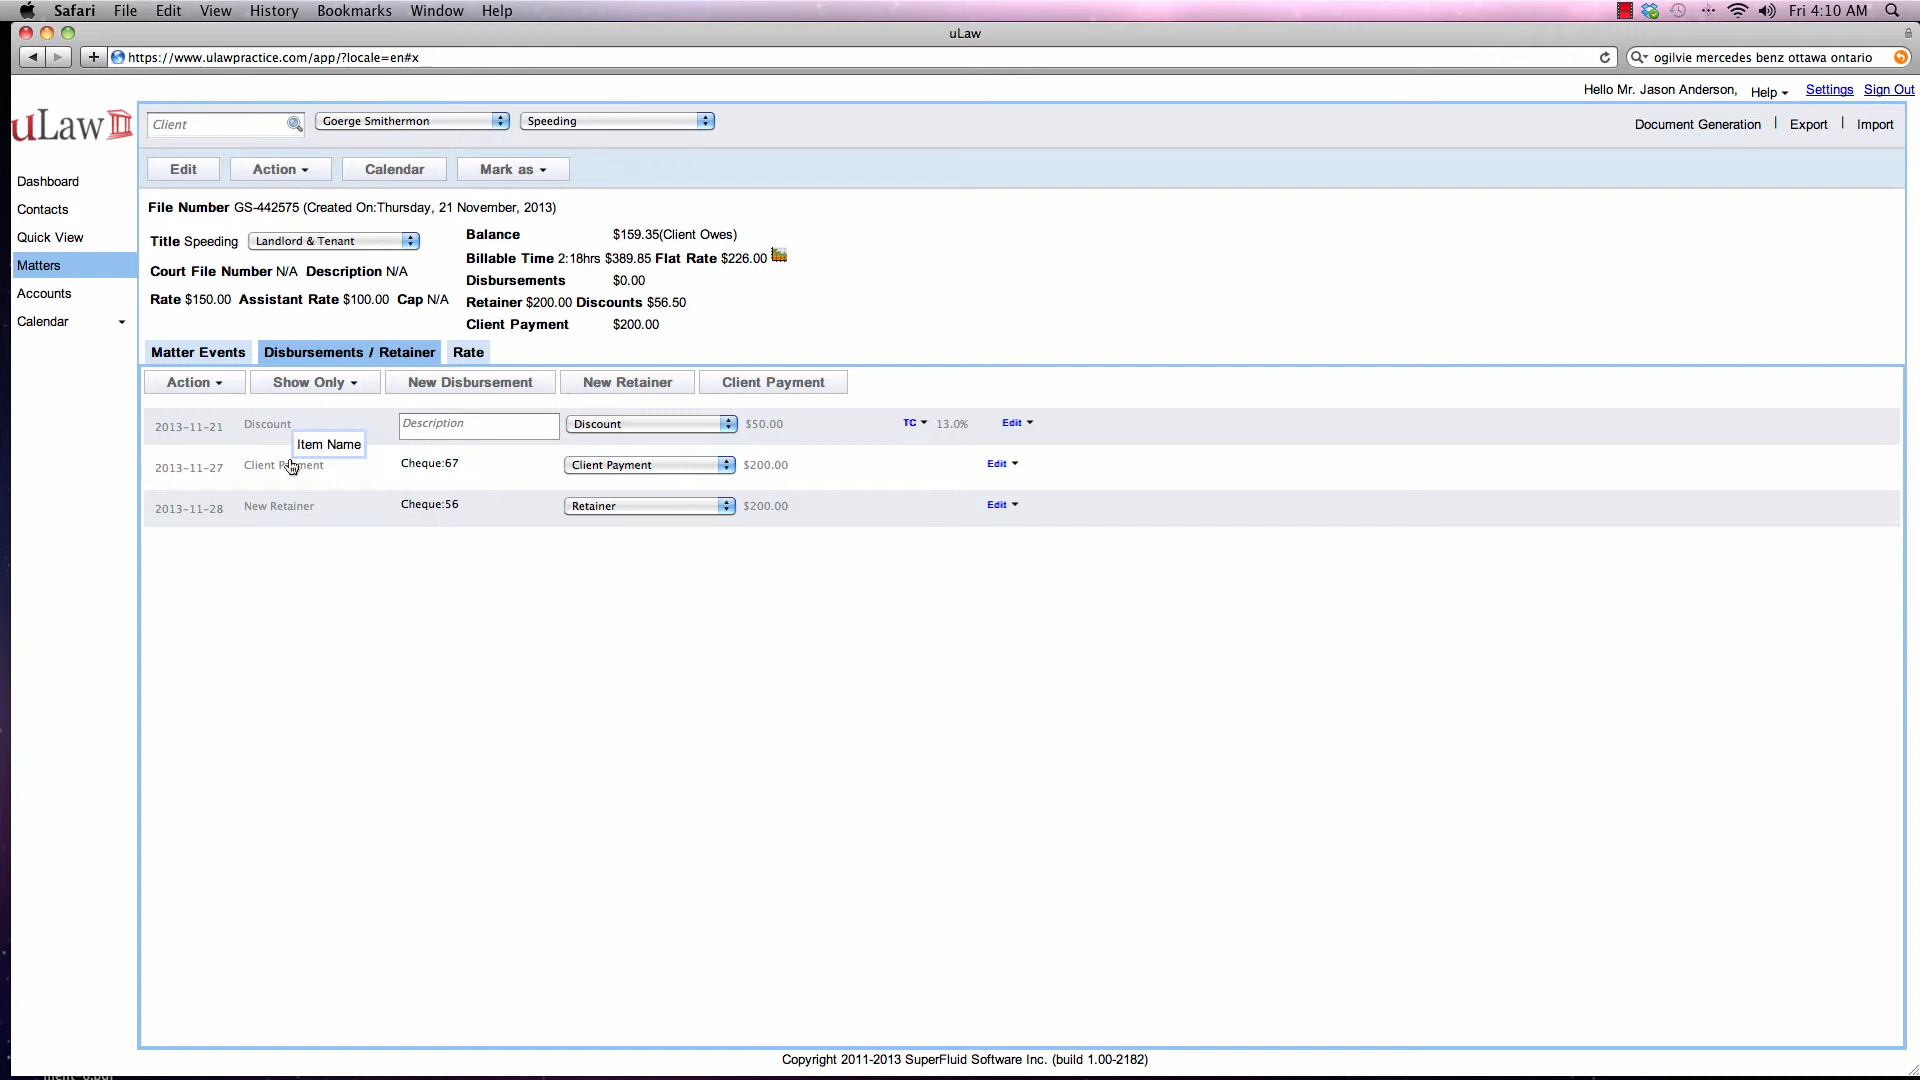 Safari File Edit View History Bookmarks Window Help Fri 4:10 AM
uLaw
https://www.ulawpractice.com/app/?locale=en#x ogilvie mercedes benz ottawa ontario
Hello Mr. Jason Anderson, Help Settings Sign Out
uLaw
Client Goerge Smithermon Speeding Document Generation | Export | Import
Edit Action Calendar Mark as
Dashboard
Contacts
Quick View
Matters
Accounts
Calendar
File Number GS-442575 (Created On:Thursday, 21 November, 2013)
Title Speeding Landlord & Tenant
Court File Number N/A Description N/A
Rate $150.00 Assistant Rate $100.00 Cap N/A
Balance $159.35(Client Owes)
Billable Time 2:18hrs $389.85 Flat Rate $226.00
Disbursements $0.00
Retainer $200.00 Discounts $56.50
Client Payment $200.00
Matter Events Disbursements / Retainer Rate
Action Show Only New Disbursement New Retainer Client Payment
2013-11-21 Discount Description Discount $50.00 TC 13.0% Edit
Item Name
2013-11-27 Client Payment Cheque:67 Client Payment $200.00 Edit
2013-11-28 New Retainer Cheque:56 Retainer $200.00 Edit
Copyright 2011-2013 SuperFluid Software Inc. (build 1.00-2182)